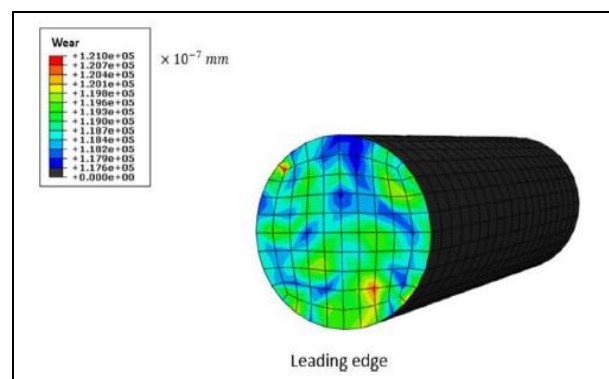 Wear
+1.210e+05
+1.207e+05
+1.204e+05
+1.201e+05
+1.198e+05
+1.196e+05
+1.193e+05
+1.190e+05
+1.187e+05
+1.184e+05
+1.182e+05
+1.179e+05
+1.176e+05
+0.000e+00
× 10⁻⁷ mm
Leading edge